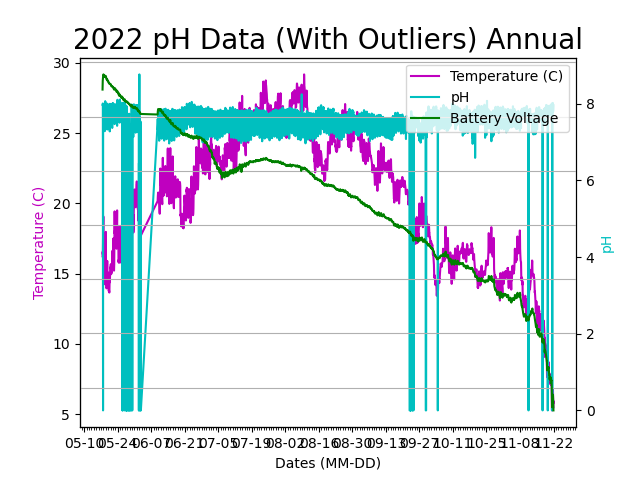 2022 pH Data (With Outliers) Annual
Temperature (C)
pH
Battery Voltage
Temperature (C)
30
25
20
15
10
5
8
6
4
2
0
pH
05-10 05-24 06-07 06-21 07-05 07-19 08-02 08-16 08-30 09-13 09-27 10-11 10-25 11-08 11-22
Dates (MM-DD)